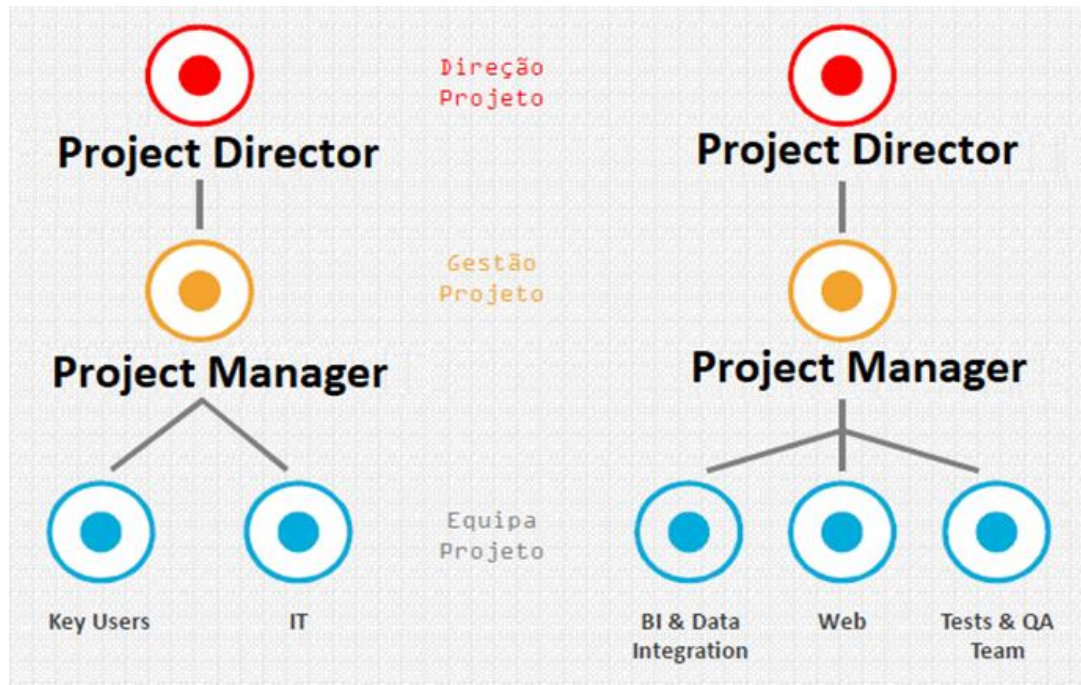 Direção
Projeto
Project Director
Project Director
Gestão
Projeto
Project Manager
Project Manager
Equipa
Projeto
Key Users
IT
BI & Data
Integration
Web
Tests & QA
Team